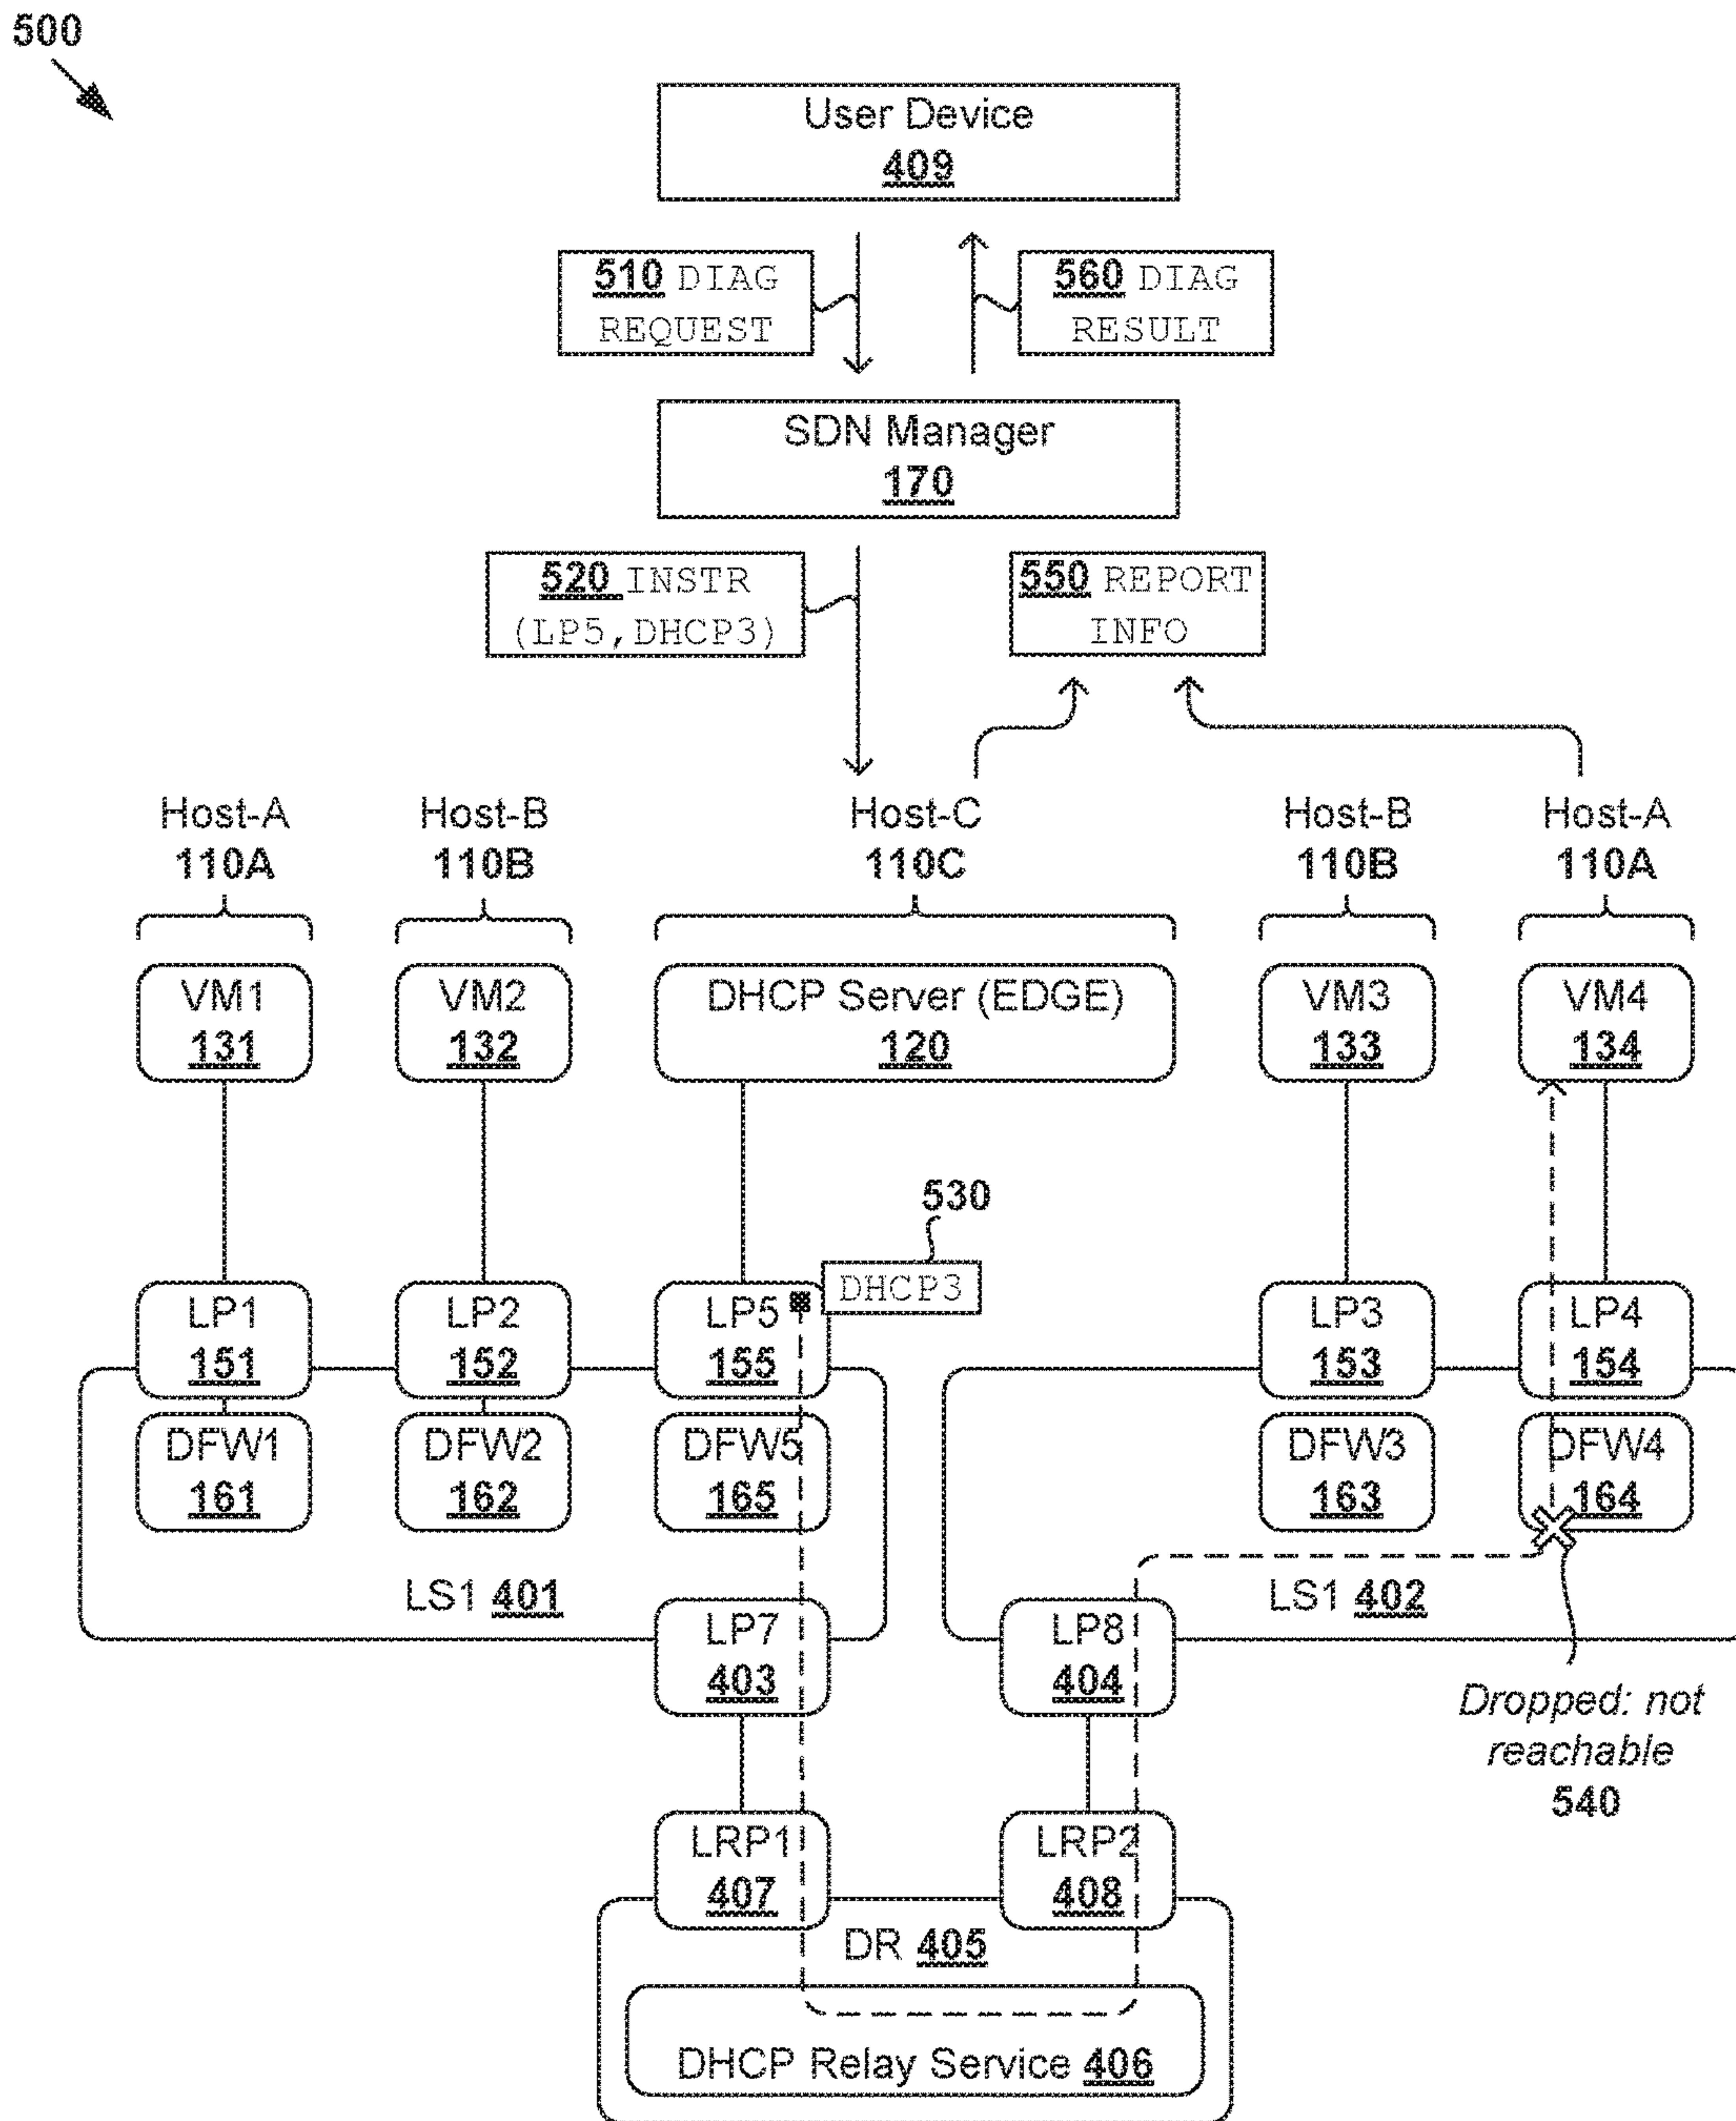 500
User Device
409
510 DIAG
REQUEST
560 DIAG
RESULT
SDN Manager
170
520 INSTR
(LP5,DHCP3)
550 REPORT
INFO
Host-A
110A
Host-B
110B
Host-C
110C
Host-B
110B
Host-A
110A
VM1
131
VM2
132
DHCP Server (EDGE)
120
VM3
133
VM4
134
530
DHCP3
LP1
151
LP2
152
LP5
155
LP3
153
LP4
154
DFW1
161
DFW2
162
DFW5
165
DFW3
163
DFW4
164
LS1 401
LS1 402
LP7
403
LP8
404
Dropped: not
reachable
540
LRP1
407
LRP2
408
DR 405
DHCP Relay Service 406